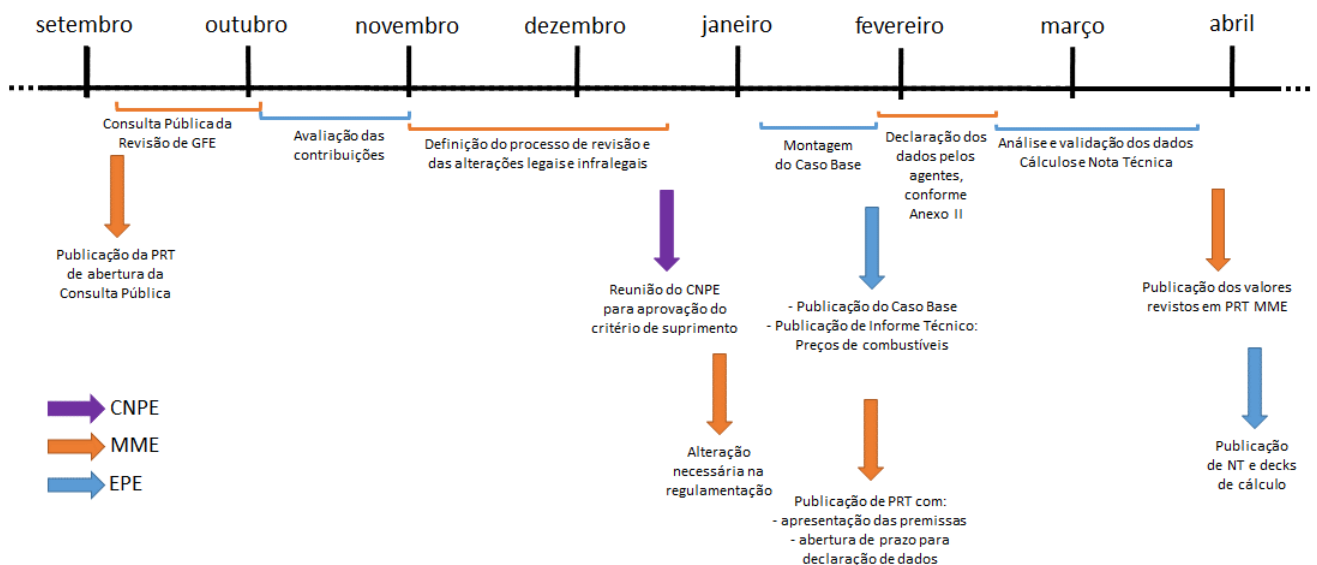 setembro
outubro
novembro
dezembro
janeiro
fevereiro
março
abril
Consulta Pública da
Revisão de GFE
Avaliação das
contribuições
Definição do processo de revisão e
das alterações legais e infralegais
Montagem
do Caso Base
Declaração dos
dados pelos
agentes,
conforme
Anexo II
Análise e validação dos dados
Cálculos e Nota Técnica
Publicação da PRT
de abertura da
Consulta Pública
Reunião do CNPE
para aprovação do
critério de suprimento
- Publicação do Caso Base
- Publicação de Informe Técnico:
Preços de combustíveis
Publicação dos valores
revistos em PRT MME
CNPE
MME
EPE
Alteração
necessária na
regulamentação
Publicação de PRT com:
- apresentação das premissas
- abertura de prazo para
declaração de dados
Publicação
de NT e decks
de cálculo